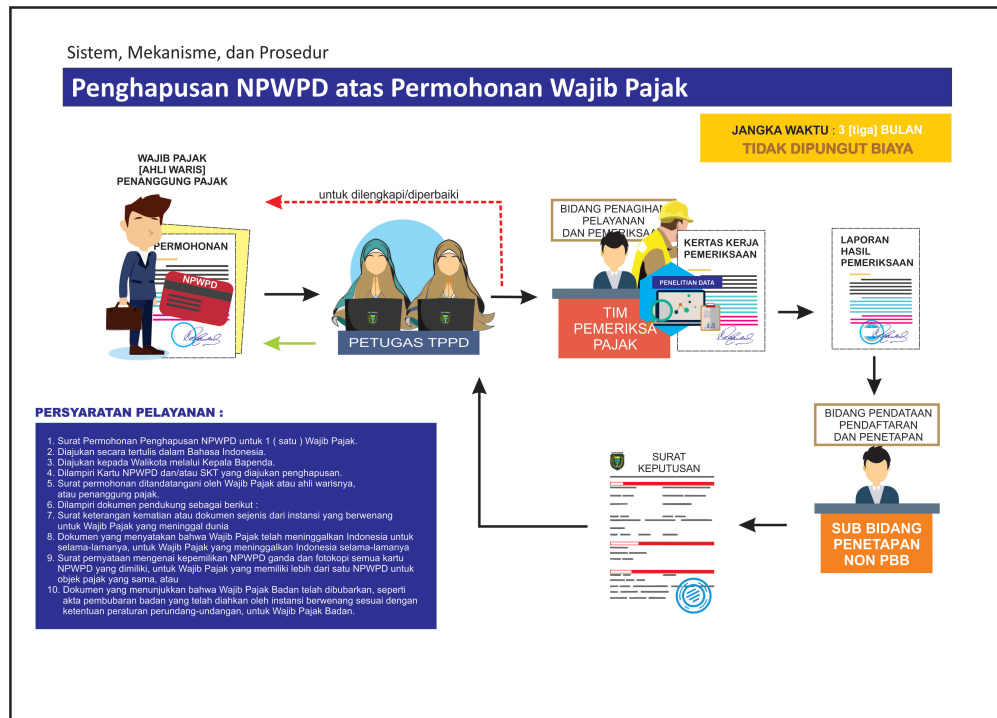 Sistem, Mekanisme, dan Prosedur
Penghapusan NPWPD atas Permohonan Wajib Pajak
JANGKA WAKTU : 3 [tiga] BULAN
TIDAK DIPUNGUT BIAYA
WAJIB PAJAK
[AHLI WARIS]
PENANGGUNG PAJAK
PERMOHONAN
NPWPD
untuk dilengkapi/diperbaiki
PETUGAS TPPD
BIDANG PENAGIHAN
PELAYANAN
DAN PEMERIKSAAN
TIM
PEMERIKSA
PAJAK
KERTAS KERJA
PEMERIKSAAN
PENELITIAN DATA
LAPORAN
HASIL
PEMERIKSAAN
BIDANG PENDATAAN
PENDAFTARAN
DAN PENETAPAN
SUB BIDANG
PENETAPAN
NON PBB
SURAT
KEPUTUSAN
PERSYARATAN PELAYANAN :
1. Surat Permohonan Penghapusan NPWPD untuk 1 ( satu ) Wajib Pajak.
2. Diajukan secara tertulis dalam Bahasa Indonesia.
3. Diajukan kepada Walikota melalui Kepala Bapenda.
4. Dilampiri Kartu NPWPD dan/atau SKT yang diajukan penghapusan.
5. Surat permohonan ditandatangani oleh Wajib Pajak atau ahli warisnya,
atau penanggung pajak.
6. Dilampiri dokumen pendukung sebagai berikut :
7. Surat keterangan kematian atau dokumen sejenis dari instansi yang berwenang
untuk Wajib Pajak yang meninggal dunia
8. Dokumen yang menyatakan bahwa Wajib Pajak telah meninggalkan Indonesia untuk
selama-lamanya, untuk Wajib Pajak yang meninggalkan Indonesia selama-lamanya
9. Surat pernyataan mengenai kepemilikan NPWPD ganda dan fotokopi semua kartu
NPWPD yang dimiliki, untuk Wajib Pajak yang memiliki lebih dari satu NPWPD untuk
objek pajak yang sama, atau
10. Dokumen yang menunjukkan bahwa Wajib Pajak Badan telah dibubarkan, seperti
akta pembubaran badan yang telah diahkan oleh instansi berwenang sesuai dengan
ketentuan peraturan perundang-undangan, untuk Wajib Pajak Badan.